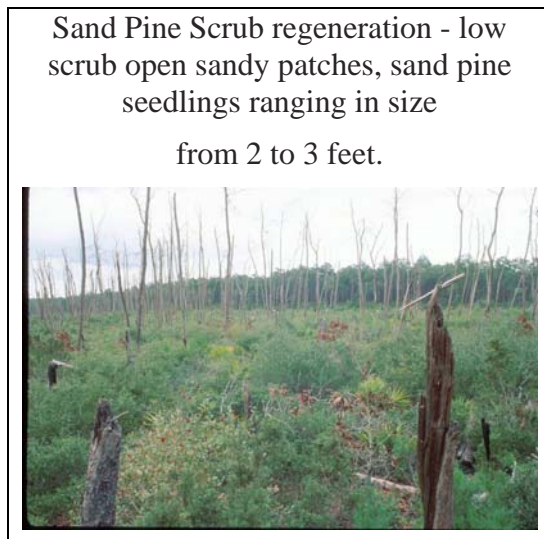 Sand Pine Scrub regeneration - low
scrub open sandy patches, sand pine
seedlings ranging in size
from 2 to 3 feet.